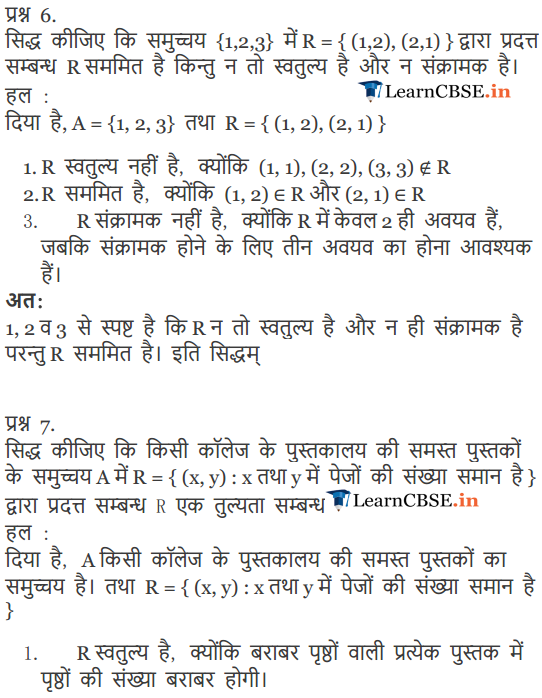 प्रश्न 6.
सिद्ध कीजिए कि समुच्चय {1,2,3} में R = { (1,2), (2,1) } द्वारा प्रदत्त
सम्बन्ध R सममित है किन्तु न तो स्वतुल्य है और न संक्रामक है।
हल :
LearnCBSE.in
दिया है, A = {1, 2, 3} तथा R = { (1, 2), (2, 1) }
1. R स्वतुल्य नहीं है, क्योंकि (1, 1), (2, 2), (3, 3) ∉ R
2. R सममित है, क्योंकि (1, 2) ∈ R और (2, 1) ∈ R
3. R संक्रामक नहीं है, क्योंकि R में केवल 2 ही अवयव हैं,
जबकि संक्रामक होने के लिए तीन अवयव का होना आवश्यक
हैं।
अत:
1, 2 व 3 से स्पष्ट है कि R न तो स्वतुल्य है और न ही संक्रामक है
परन्तु R सममित है। इति सिद्धम्
प्रश्न 7.
सिद्ध कीजिए कि किसी कॉलेज के पुस्तकालय की समस्त पुस्तकों
के समुच्चय A में R = { (x, y) : x तथा y में पेजों की संख्या समान है }
द्वारा प्रदत्त सम्बन्ध R एक तुल्यता सम्बन्ध LearnCBSE.in
हल :
दिया है, A किसी कॉलेज के पुस्तकालय की समस्त पुस्तकों का
समुच्चय है। तथा R = { (x, y) : x तथा y में पेजों की संख्या समान है
}
1. R स्वतुल्य है, क्योंकि बराबर पृष्ठों वाली प्रत्येक पुस्तक में
पृष्ठों की संख्या बराबर होगी।